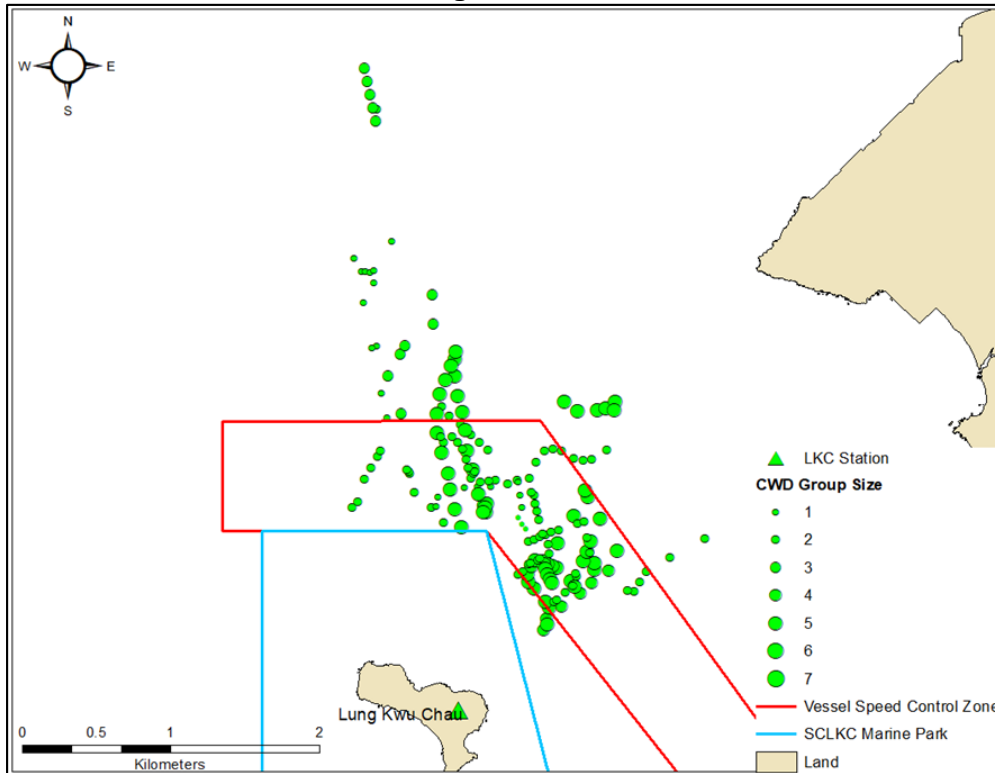 N
W E
S
LKC Station
CWD Group Size
1
2
3
4
5
6
7
Vessel Speed Control Zone
SCLKC Marine Park
Land
Lung Kwu Chau
0 0.5 1 2
Kilometers